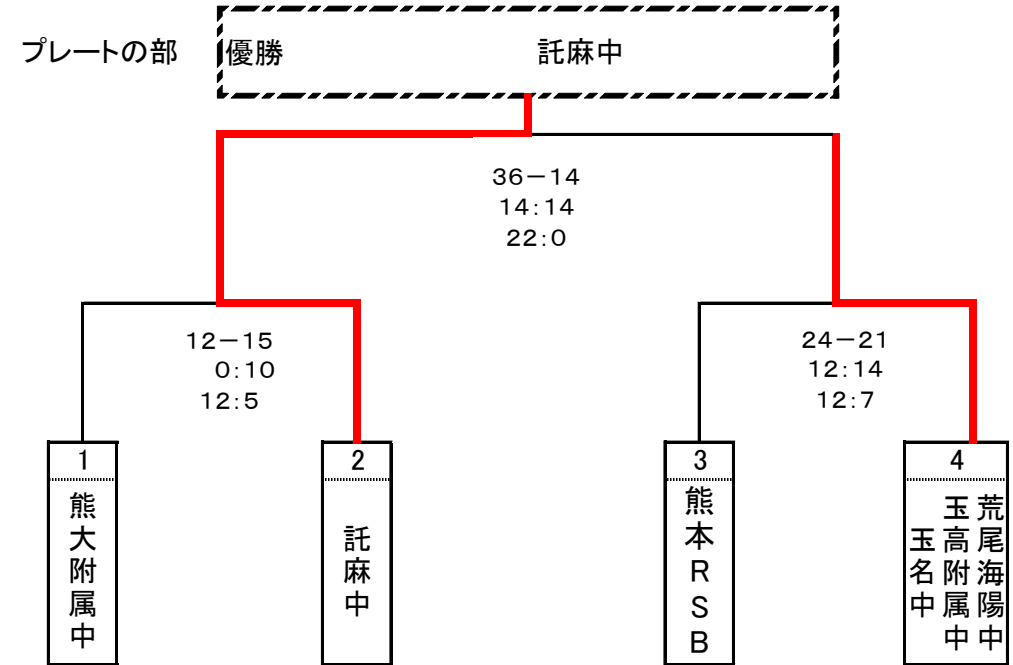 プレートの部
優勝 託麻中
36-14
14:14
22:0
12-15
0:10
12:5
24-21
12:14
12:7
1
熊大附属中
2
託麻中
3
熊本RSB
4
荒尾海陽中
玉高附属中
玉名中